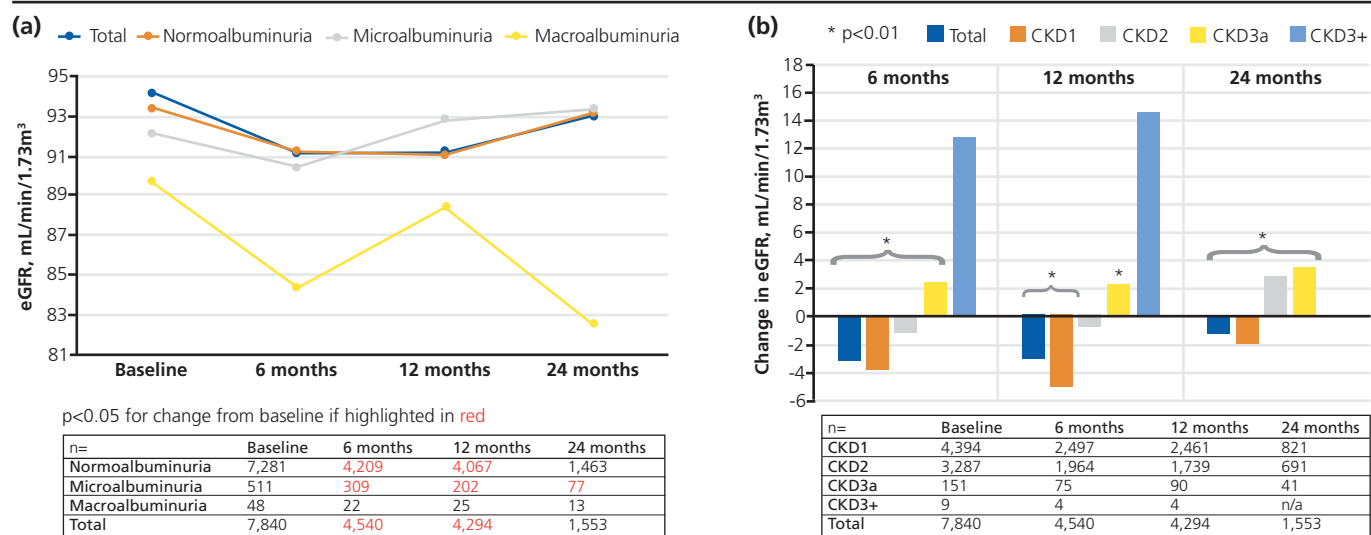 (a)
Total Normoalbuminuria Microalbuminuria Macroalbuminuria
eGFR, mL/min/1.73m³
95
93
91
89
87
85
83
81
Baseline 6 months 12 months 24 months
p<0.05 for change from baseline if highlighted in red
n= Baseline 6 months 12 months 24 months
Normoalbuminuria 7,281 4,209 4,067 1,463
Microalbuminuria 511 309 202 77
Macroalbuminuria 48 22 25 13
Total 7,840 4,540 4,294 1,553
(b)
* p<0.01 Total CKD1 CKD2 CKD3a CKD3+
Change in eGFR, mL/min/1.73m³
18
16
14
12
10
8
6
4
2
0
-2
-4
-6
6 months 12 months 24 months
* * * *
n= Baseline 6 months 12 months 24 months
CKD1 4,394 2,497 2,461 821
CKD2 3,287 1,964 1,739 691
CKD3a 151 75 90 41
CKD3+ 9 4 4 n/a
Total 7,840 4,540 4,294 1,553